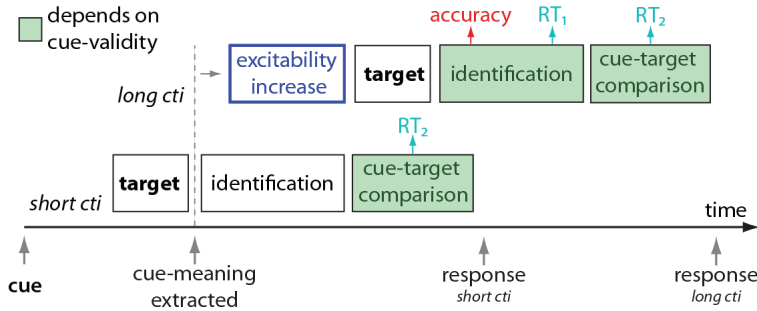 depends on
cue-validity
accuracy
RT₁
RT₂
long cti
excitability
increase
target
identification
cue-target
comparison
RT₂
short cti
target
identification
cue-target
comparison
time
cue
cue-meaning
extracted
response
short cti
response
long cti